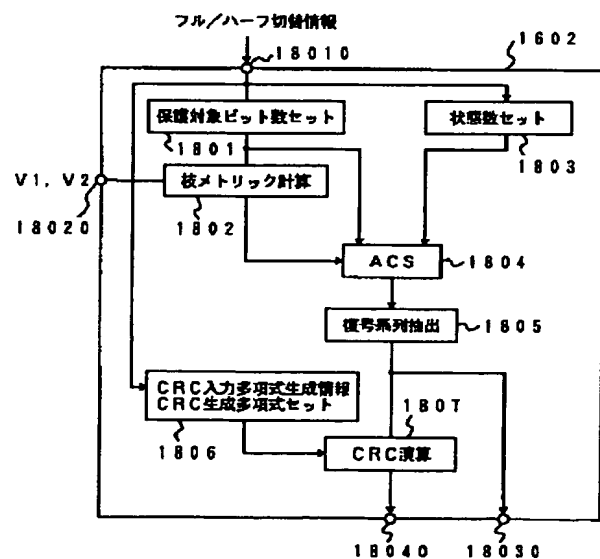 フル／ハーフ切替情報
18010
1602
保護対象ビット数セット
1801
状態数セット
1803
V1, V2
18020
枝メトリック計算
1802
ACS
1804
復号系列抽出
1805
CRC入力多項式生成情報
CRC生成多項式セット
1806
1807
CRC演算
18040
18030